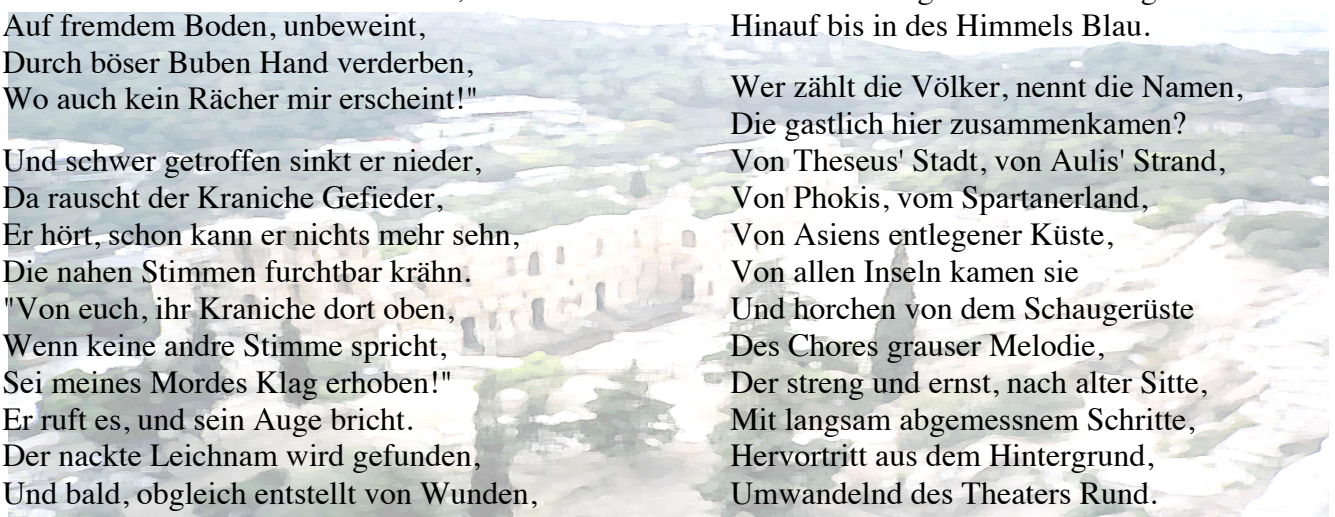 Auf fremdem Boden, unbeweint,
Durch böser Buben Hand verderben,
Wo auch kein Rächer mir erscheint!"
Und schwer getroffen sinkt er nieder,
Da rauscht der Kraniche Gefieder,
Er hört, schon kann er nichts mehr sehn,
Die nahen Stimmen furchtbar krähn.
"Von euch, ihr Kraniche dort oben,
Wenn keine andre Stimme spricht,
Sei meines Mordes Klag erhoben!"
Er ruft es, und sein Auge bricht.
Der nackte Leichnam wird gefunden,
Und bald, obgleich entstellt von Wunden,
Hinauf bis in des Himmels Blau.
Wer zählt die Völker, nennt die Namen,
Die gastlich hier zusammenkamen?
Von Theseus' Stadt, von Aulis' Strand,
Von Phokis, vom Spartanerland,
Von Asiens entlegener Küste,
Von allen Inseln kamen sie
Und horchen von dem Schaugerüste
Des Chores grauser Melodie,
Der streng und ernst, nach alter Sitte,
Mit langsam abgemessnem Schritte,
Hervortritt aus dem Hintergrund,
Umwandelnd des Theaters Rund.